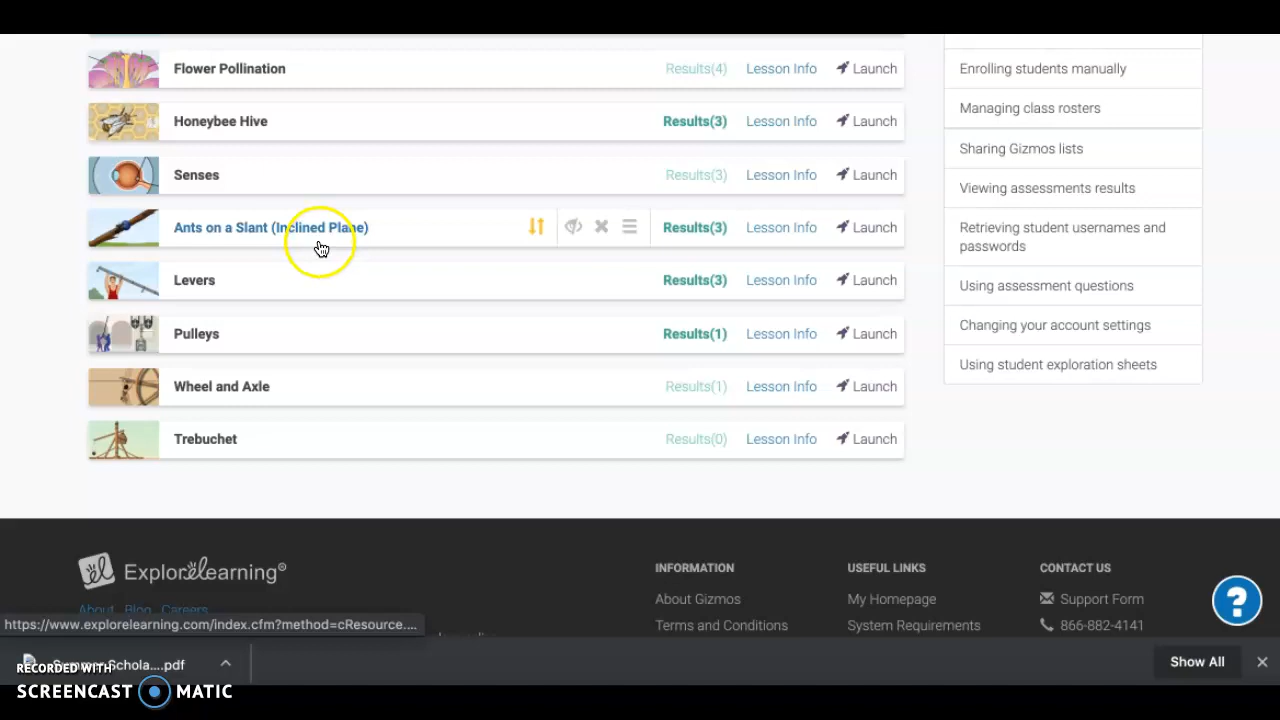 Flower Pollination Results(4) Lesson Info Launch
Honeybee Hive Results(3) Lesson Info Launch
Senses Results(3) Lesson Info Launch
Ants on a Slant (Inclined Plane) Results(3) Lesson Info Launch
Levers Results(3) Lesson Info Launch
Pulleys Results(1) Lesson Info Launch
Wheel and Axle Results(1) Lesson Info Launch
Trebuchet Results(0) Lesson Info Launch
Enrolling students manually
Managing class rosters
Sharing Gizmos lists
Viewing assessments results
Retrieving student usernames and
passwords
Using assessment questions
Changing your account settings
Using student exploration sheets
ExploreLearning®
About Blog Careers
INFORMATION
About Gizmos
Terms and Conditions
USEFUL LINKS
My Homepage
System Requirements
CONTACT US
Support Form
866-882-4141
?
https://www.explorelearning.com/index.cfm?method=cResource....
Schola....pdf
Show All
RECORDED WITH
SCREENCAST MATIC